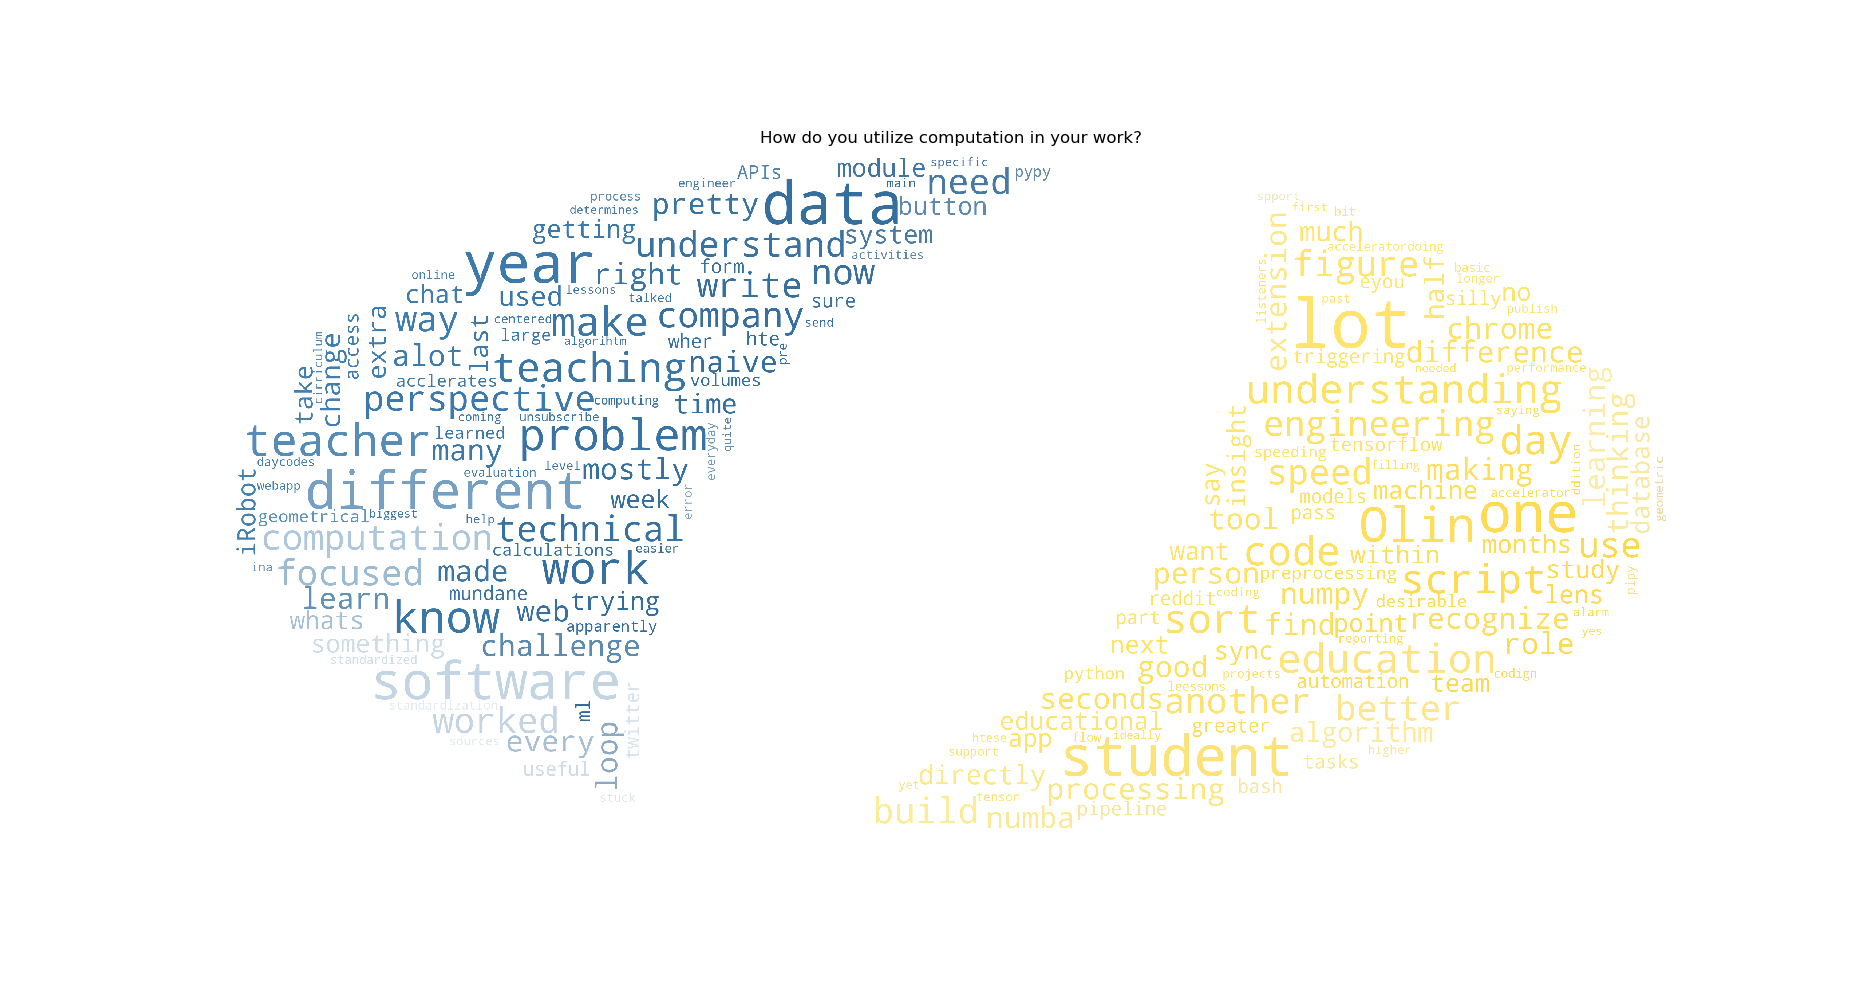 How do you utilize computation in your work?
APIs
module
specific
engineer
main
need
pypy
process
pretty
data
button
determines
getting
understand
system
activities
year
right
form
now
online
chat
used
lessons
talked
write
sure
way
last
centered
make
company
send
large
algorihtm
wher
hte
pre
extra
access
cirriculum
change
take
alot
teaching
naive
acclerates
volumes
perspective
computing
time
coming
unsubscribe
teacher
learned
problem
everyday
quite
many
daycodes
evaluation
level
mostly
iRobot
webapp
different
week
error
geometrical
biggest
help
technical
computation
calculations
easier
ina
focused
made
work
learn
mundane
trying
whats
know
web
apparently
something
challenge
standardized
software
standardization
worked
ml
twitter
sources
every
loop
useful
stuck
spport
first
bit
extension
much
acceleratordoing
listeners
figure
half
basic
longer
eyou
past
silly
no
publish
lot
chrome
triggering
difference
needed
performance
understanding
learning
saying
thinking
insight
engineering
database
tensorflow
day
speeding
say
speed
filling
making
ddition
geometric
models
machine
accelerator
tool
pass
Olin
one
months
use
want
code
within
person
preprocessing
script
study
pipy
reddit
coding
numpy
desirable
lens
part
sort
find
point
recognize
alarm
yes
reporting
next
sync
role
python
good
projects
education
codign
leessons
automation
team
seconds
another
better
educational
greater
algorithm
htese
app
flow
ideally
support
student
higher
tasks
yet
directly
processing
bash
tensor
build
numba
pipeline